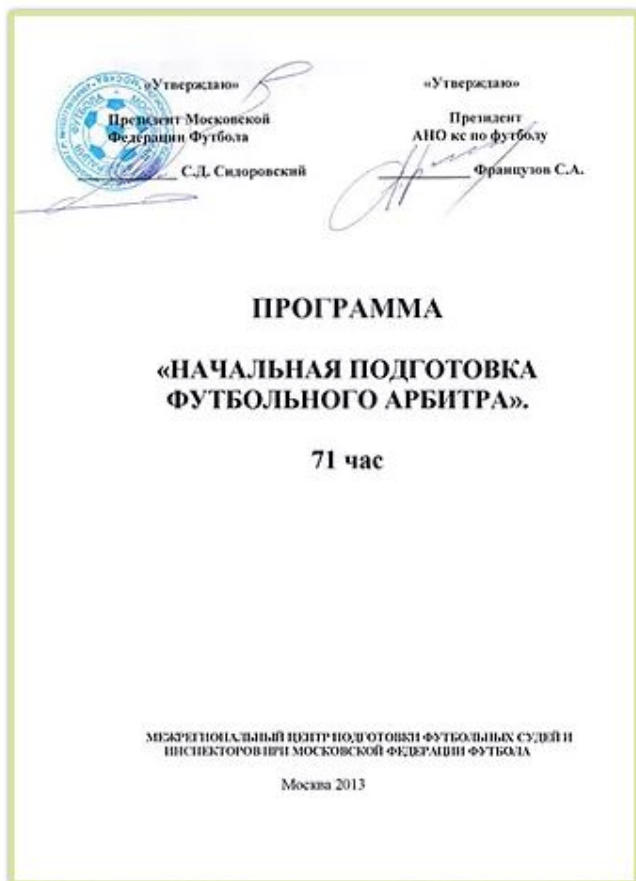 «Утверждаю»
Президент Московской
Федерации Футбола
С.Д. Сидоровский
«Утверждаю»
Президент
АНО кс по футболу
Французов С.А.
ПРОГРАММА
«НАЧАЛЬНАЯ ПОДГОТОВКА
ФУТБОЛЬНОГО АРБИТРА».
71 час
МЕЖРЕГИОНАЛЬНЫЙ ЦЕНТР ПОДГОТОВКИ ФУТБОЛЬНЫХ СУДЕЙ И
ИНСПЕКТОРОВ ПРИ МОСКОВСКОЙ ФЕДЕРАЦИИ ФУТБОЛА
Москва 2013